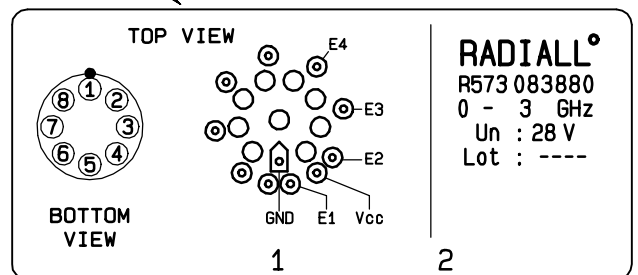 TOP VIEW
E4
E3
E2
GND E1 Vcc
1
2
3
4
5
6
7
8
BOTTOM
VIEW
1
RADIALL°
R573 083880
0 - 3 GHz
Un : 28 V
Lot : ----
2